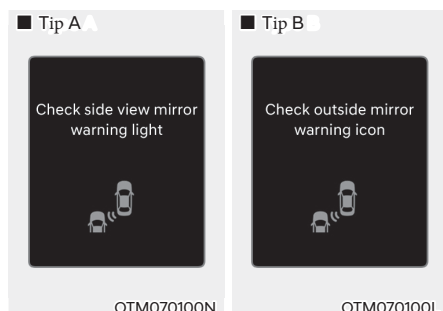 ■ Tip A
Check side view mirror
warning light
OTM070100N
■ Tip B
Check outside mirror
warning icon
OTM070100L